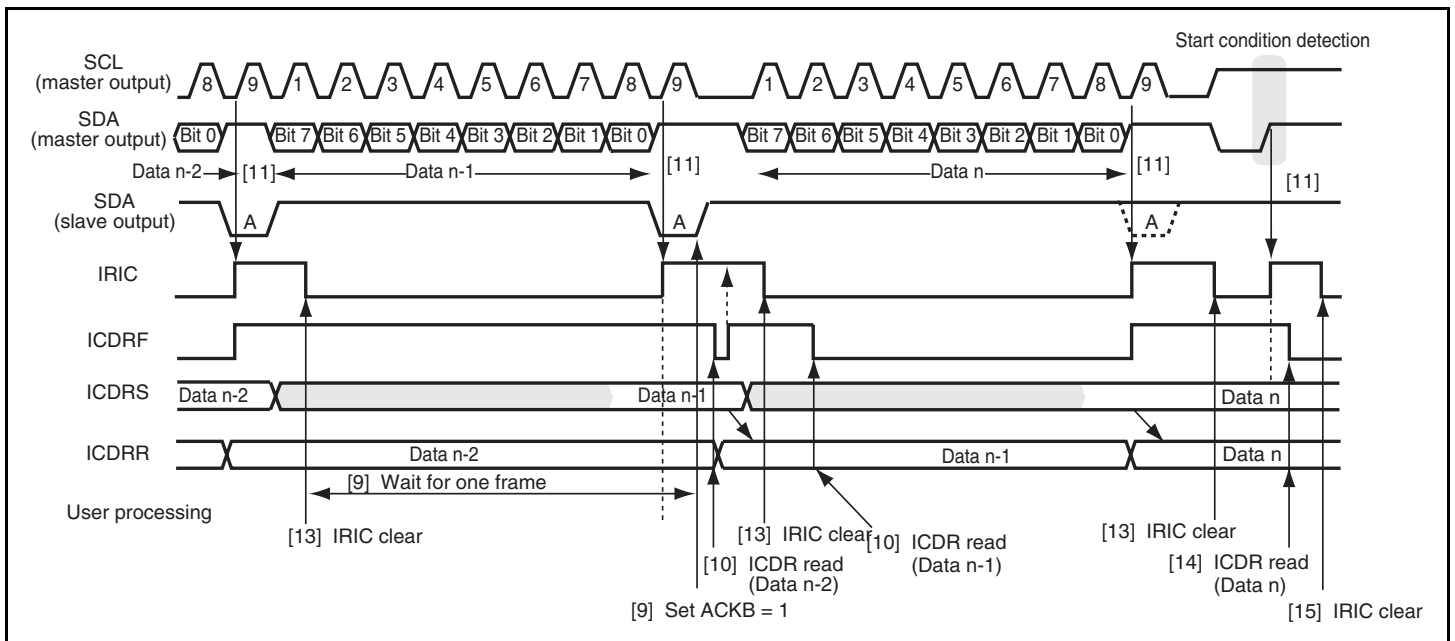 Start condition detection
SCL
(master output)
8 9 1 2 3 4 5 6 7 8 9 1 2 3 4 5 6 7 8 9
SDA
(master output)
Bit 0 Bit 7 Bit 6 Bit 5 Bit 4 Bit 3 Bit 2 Bit 1 Bit 0 Bit 7 Bit 6 Bit 5 Bit 4 Bit 3 Bit 2 Bit 1 Bit 0
Data n-2 [11] Data n-1 [11] Data n [11] [11]
SDA
(slave output)
A A A
IRIC
ICDRF
ICDRS
Data n-2 Data n-1 Data n
ICDRR
Data n-2 Data n-1 Data n
[9] Wait for one frame
User processing
[13] IRIC clear
[13] IRIC clear
[10] ICDR read
(Data n-1)
[13] IRIC clear
[10] ICDR read
(Data n-2)
[14] ICDR read
(Data n)
[9] Set ACKB = 1
[15] IRIC clear